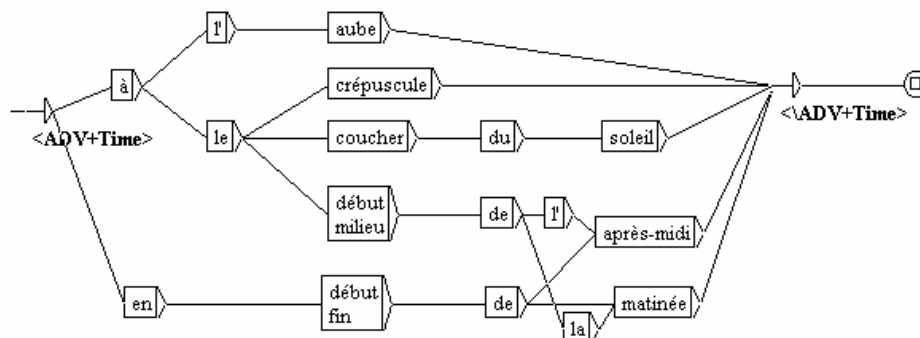 l' aube
à crépuscule
<ADV+Time> <\ADV+Time>
le coucher du soleil
début
milieu de l' après-midi
en début
fin de matinée
la